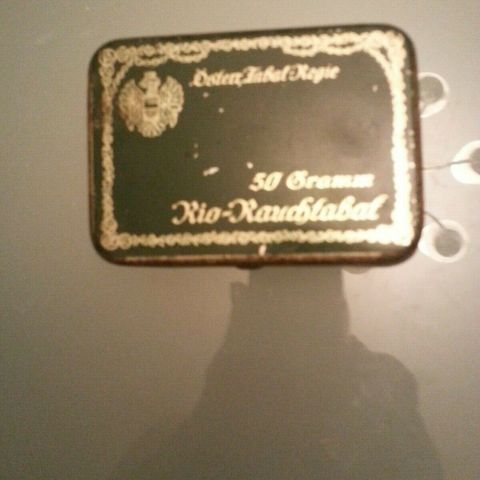 Österr. Tabak-Regie
50 Gramm
Rio-Rauchtabak